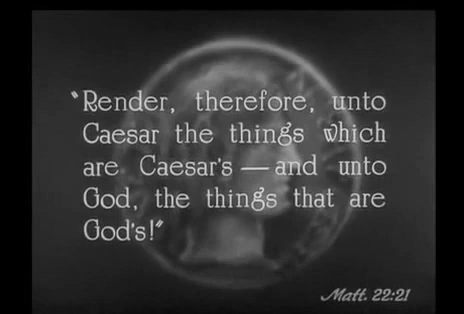 "Render, therefore, unto
Caesar the things which
are Caesar's — and unto
God, the things that are
God's!"
Matt. 22:21